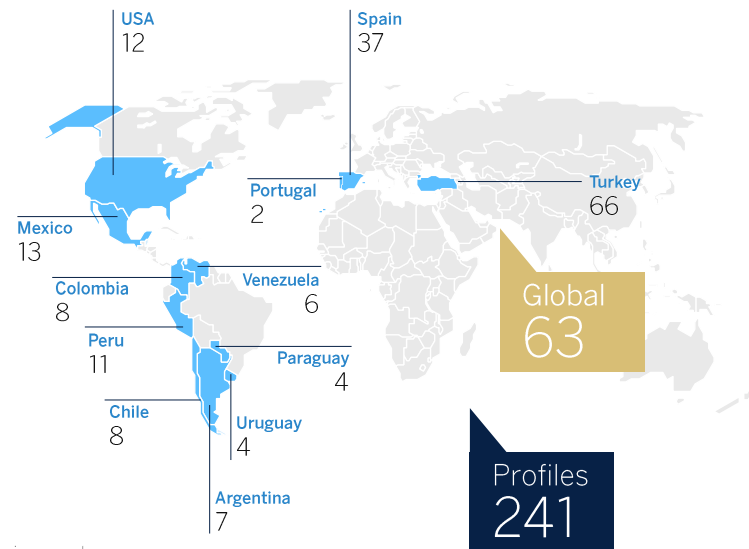 USA
12
Spain
37
Portugal
2
Turkey
66
Mexico
13
Colombia
8
Venezuela
6
Global
63
Peru
11
Paraguay
4
Chile
8
Uruguay
4
Profiles
241
Argentina
7